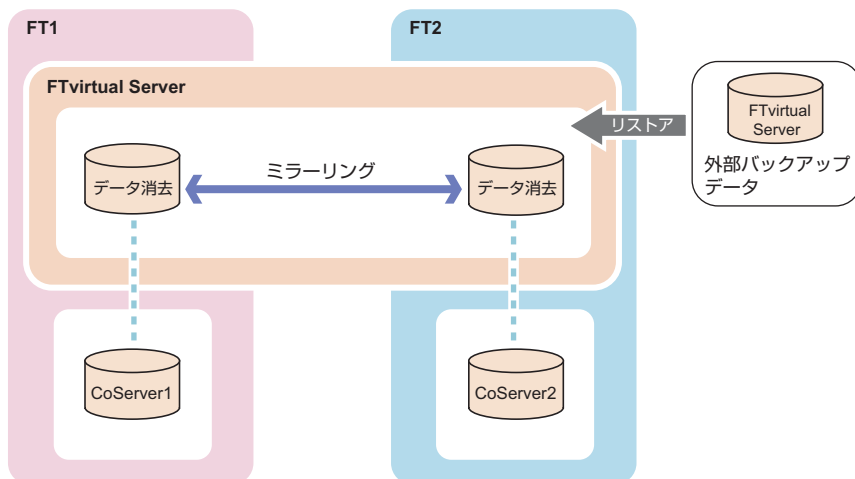 FT1
FT2
FTvirtual Server
リストア
FTvirtual
Server
外部バックアップ
データ
データ消去
ミラーリング
データ消去
CoServer1
CoServer2